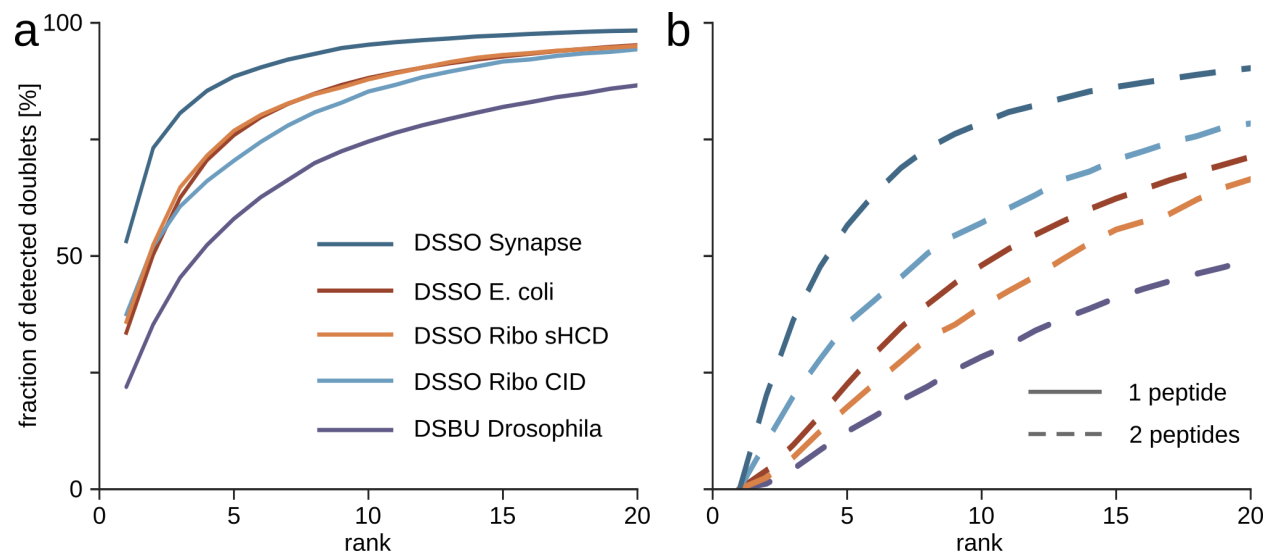 a
b
100
50
0
fraction of detected doublets [%]
DSSO Synapse
DSSO E. coli
DSSO Ribo sHCD
DSSO Ribo CID
DSBU Drosophila
0 5 10 15 20
rank
1 peptide
2 peptides
0 5 10 15 20
rank